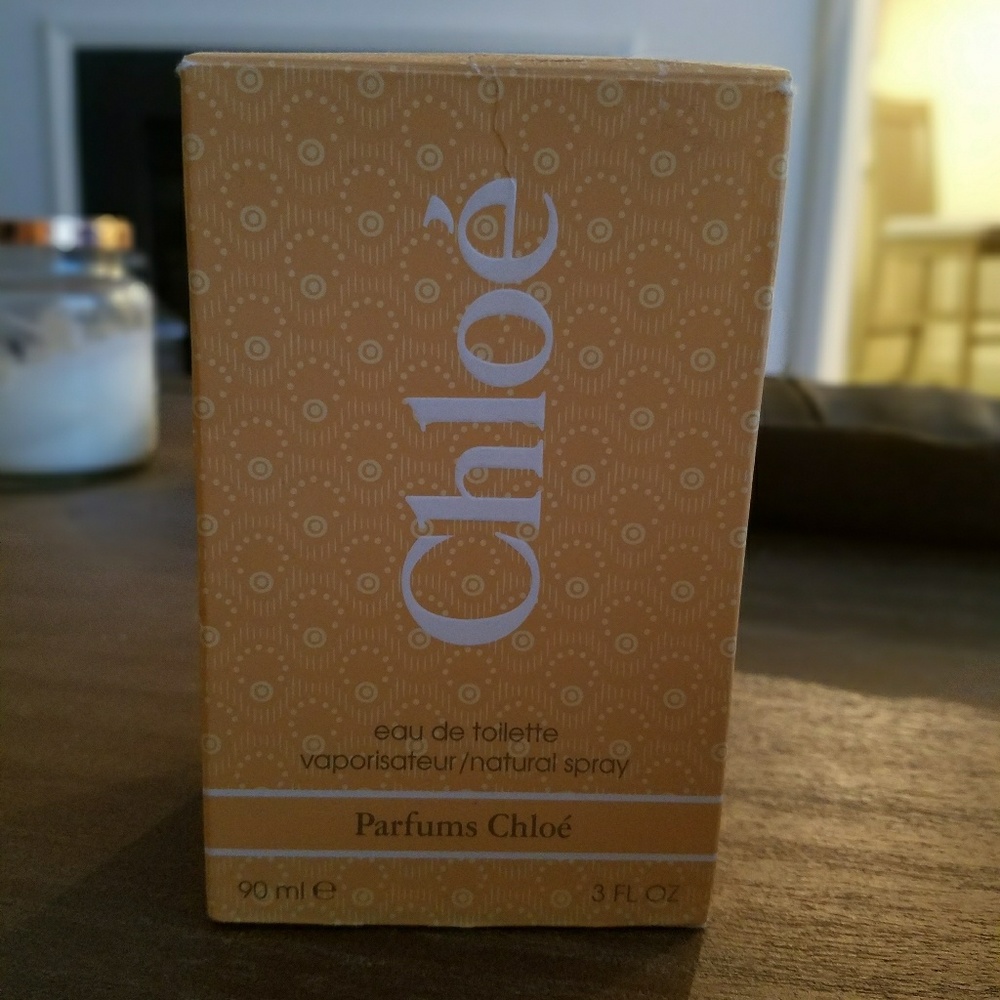 Chloé
eau de toilette
vaporisateur/natural spray
Parfums Chloé
90 ml ℮
3 FL OZ